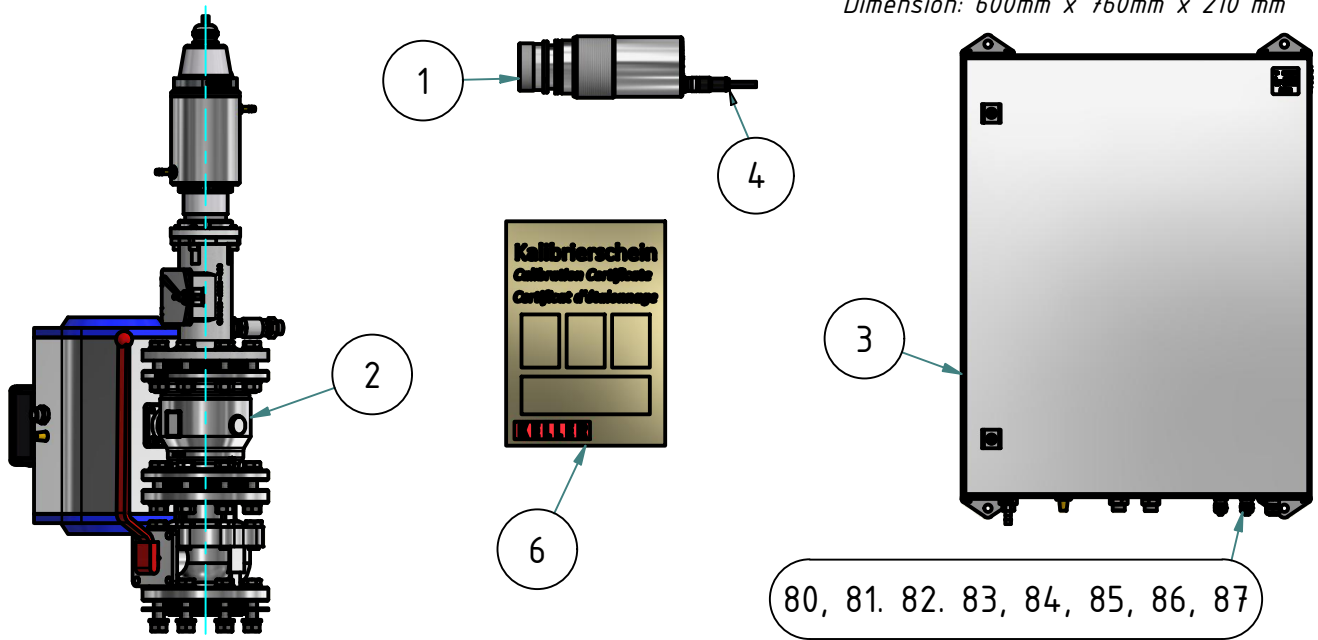 Dimension: 600mm x 760mm x 210 mm
1
4
Kalibrierschein
Calibration Certificate
Certificat d'étalonnage
2
3
KELLER
6
80, 81. 82. 83, 84, 85, 86, 87